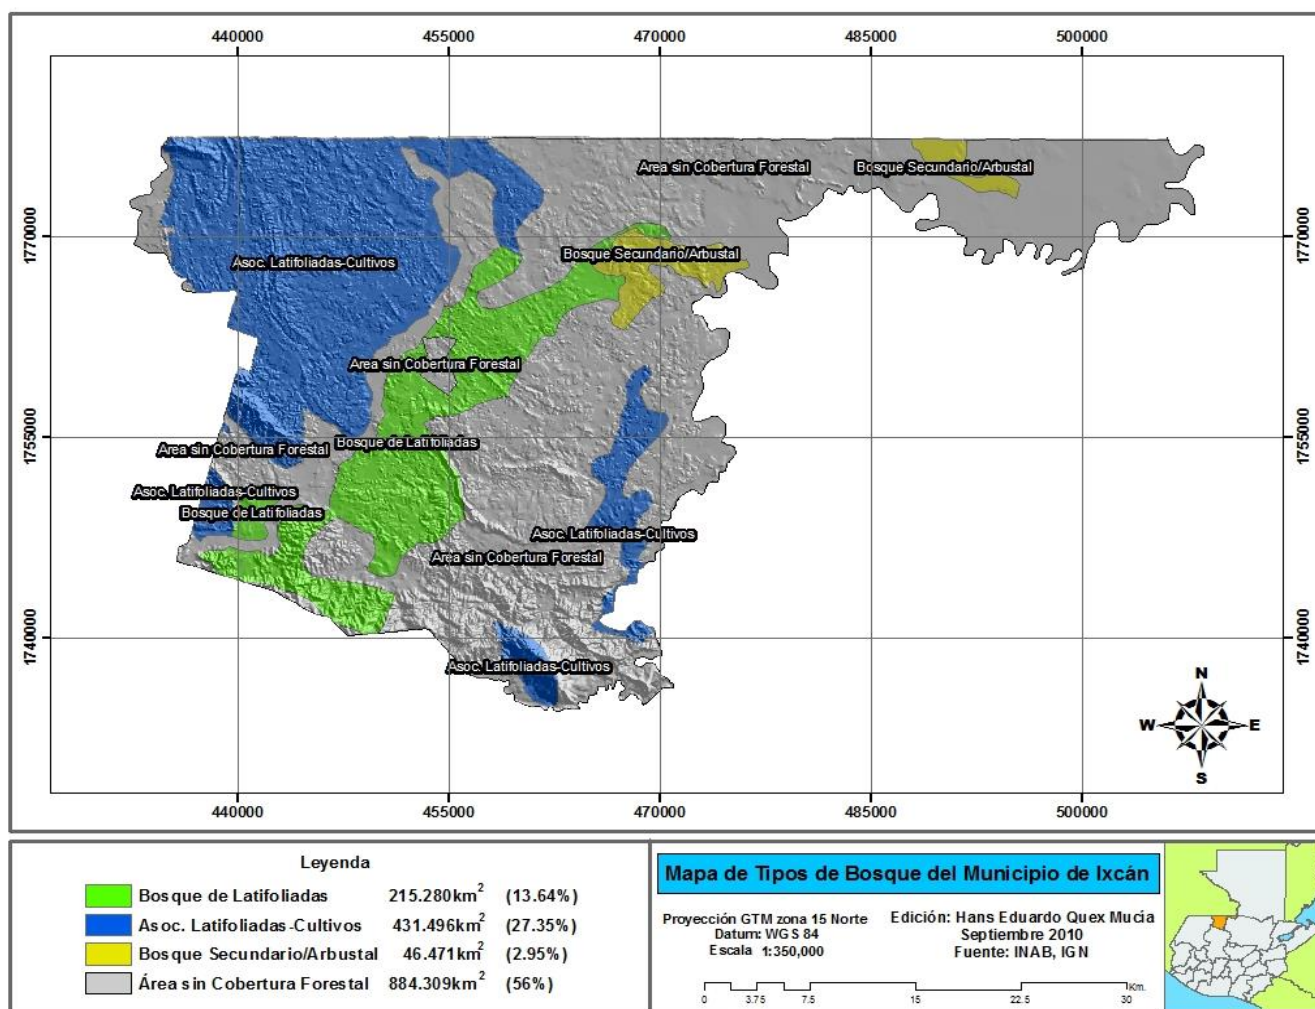 440000 455000 470000 485000 500000
Area sin Cobertura Forestal
Bosque Secundario/Arbustal
1770000
1770000
Bosque Secundario/Arbustal
Asoc. Latifoliadas-Cultivos
Area sin Cobertura Forestal
1755000
1755000
Bosque de Latifoliadas
Area sin Cobertura Forestal
Asoc. Latifoliadas-Cultivos
Bosque de Latifoliadas
Asoc. Latifoliadas-Cultivos
Area sin Cobertura Forestal
1740000
1740000
Asoc. Latifoliadas-Cultivos
N
W E
S
440000 455000 470000 485000 500000
Leyenda
Bosque de Latifoliadas 215.280km² (13.64%)
Asoc. Latifoliadas-Cultivos 431.496km² (27.35%)
Bosque Secundario/Arbustal 46.471km² (2.95%)
Área sin Cobertura Forestal 884.309km² (56%)
Mapa de Tipos de Bosque del Municipio de Ixcán
Proyección GTM zona 15 Norte
Datum: WGS 84
Escala 1:350,000
Edición: Hans Eduardo Quex Mucia
Septiembre 2010
Fuente: INAB, IGN
0 3.75 7.5 15 22.5 30 Km.